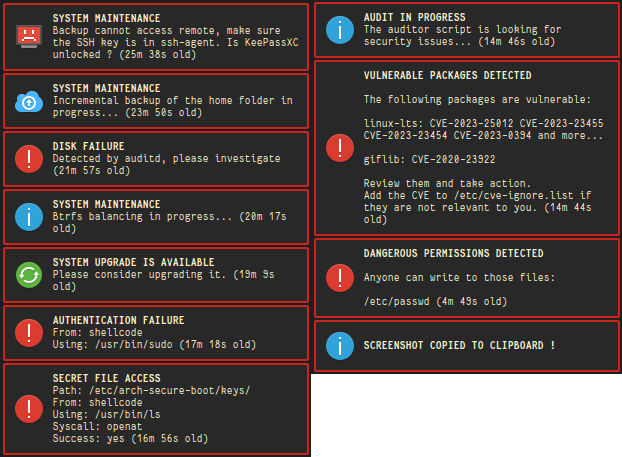 SYSTEM MAINTENANCE
Backup cannot access remote, make sure
the SSH key is in ssh-agent. Is KeePassXC
unlocked ? (25m 38s old)
SYSTEM MAINTENANCE
Incremental backup of the home folder in
progress... (23m 50s old)
DISK FAILURE
Detected by auditd, please investigate
(21m 57s old)
SYSTEM MAINTENANCE
Btrfs balancing in progress... (20m 17s
old)
SYSTEM UPGRADE IS AVAILABLE
Please consider upgrading it. (19m 9s
old)
AUTHENTICATION FAILURE
From: shellcode
Using: /usr/bin/sudo (17m 18s old)
SECRET FILE ACCESS
Path: /etc/arch-secure-boot/keys/
From: shellcode
Using: /usr/bin/ls
Syscall: openat
Success: yes (16m 56s old)
AUDIT IN PROGRESS
The auditor script is looking for
security issues... (14m 46s old)
VULNERABLE PACKAGES DETECTED
The following packages are vulnerable:
linux-lts: CVE-2023-25012 CVE-2023-23455
CVE-2023-23454 CVE-2023-0394 and more...
giflib: CVE-2020-23922
Review them and take action.
Add the CVE to /etc/cve-ignore.list if
they are not relevant to you. (14m 44s
old)
DANGEROUS PERMISSIONS DETECTED
Anyone can write to those files:
/etc/passwd (4m 49s old)
SCREENSHOT COPIED TO CLIPBOARD !